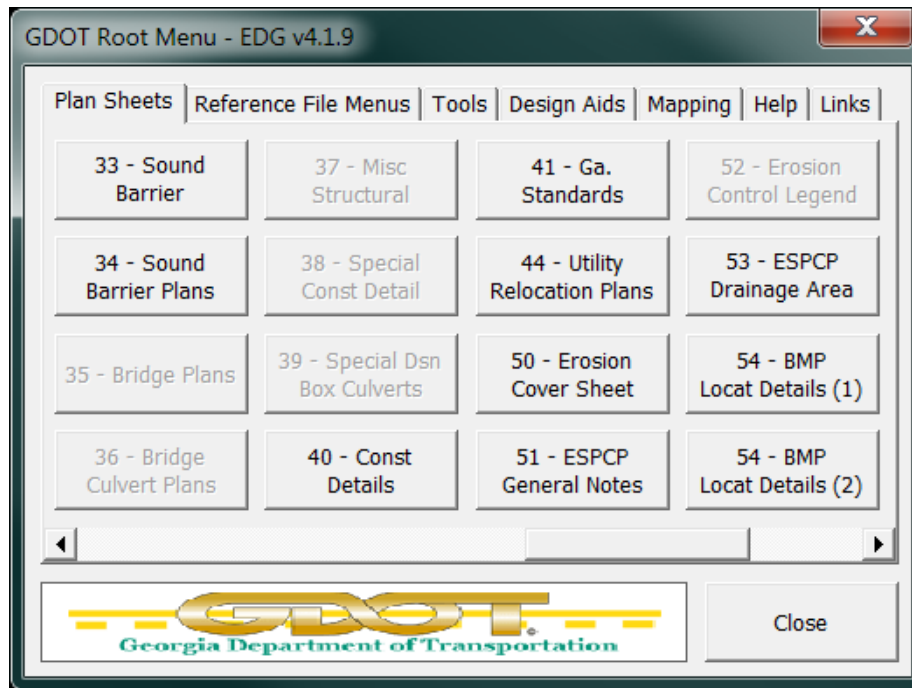 GDOT Root Menu - EDG v4.1.9
X
Plan Sheets Reference File Menus Tools Design Aids Mapping Help Links
33 - Sound
Barrier
37 - Misc
Structural
41 - Ga.
Standards
52 - Erosion
Control Legend
34 - Sound
Barrier Plans
38 - Special
Const Detail
44 - Utility
Relocation Plans
53 - ESPCP
Drainage Area
35 - Bridge Plans
39 - Special Dsn
Box Culverts
50 - Erosion
Cover Sheet
54 - BMP
Locat Details (1)
36 - Bridge
Culvert Plans
40 - Const
Details
51 - ESPCP
General Notes
54 - BMP
Locat Details (2)
GDOT
Georgia Department of Transportation
Close